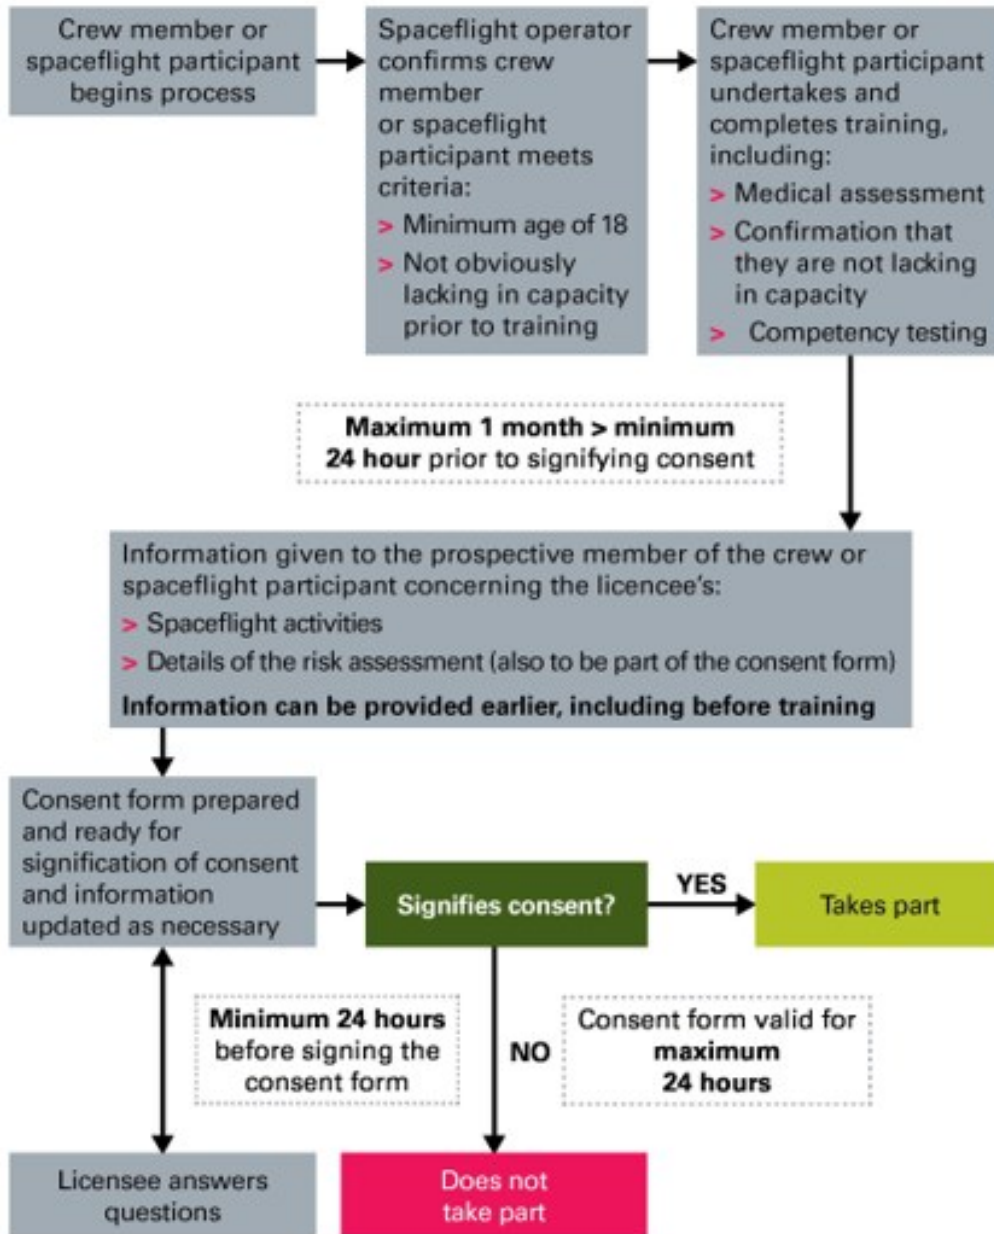 Crew member or
spaceflight participant
begins process
Spaceflight operator
confirms crew
member
or spaceflight
participant meets
criteria:
> Minimum age of 18
> Not obviously
lacking in capacity
prior to training
Crew member or
spaceflight participant
undertakes and
completes training,
including:
> Medical assessment
> Confirmation that
they are not lacking
in capacity
> Competency testing
Maximum 1 month > minimum
24 hour prior to signifying consent
Information given to the prospective member of the crew or
spaceflight participant concerning the licencee's:
> Spaceflight activities
> Details of the risk assessment (also to be part of the consent form)
Information can be provided earlier, including before training
Consent form prepared
and ready for
signification of consent
and information
updated as necessary
Signifies consent?
YES
Takes part
Minimum 24 hours
before signing the
consent form
NO
Consent form valid for
maximum
24 hours
Licensee answers
questions
Does not
take part